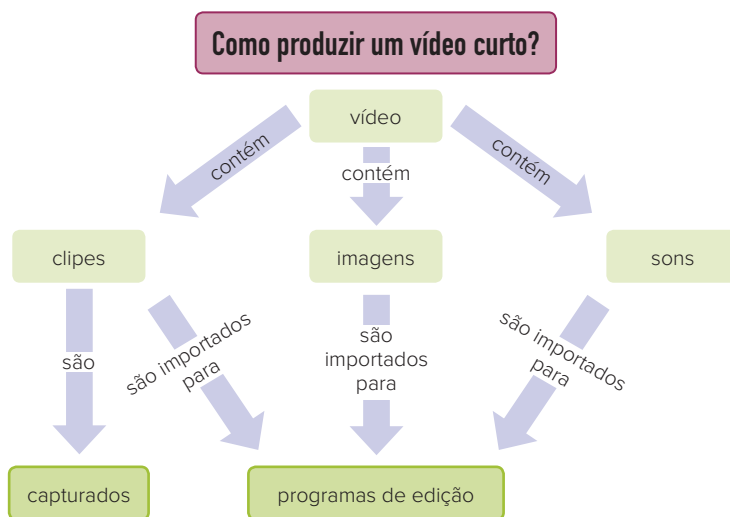 Como produzir um vídeo curto?
vídeo
contém
contém
contém
clipes
imagens
sons
são
são importados
para
são
importados
para
são importados
para
capturados
programas de edição